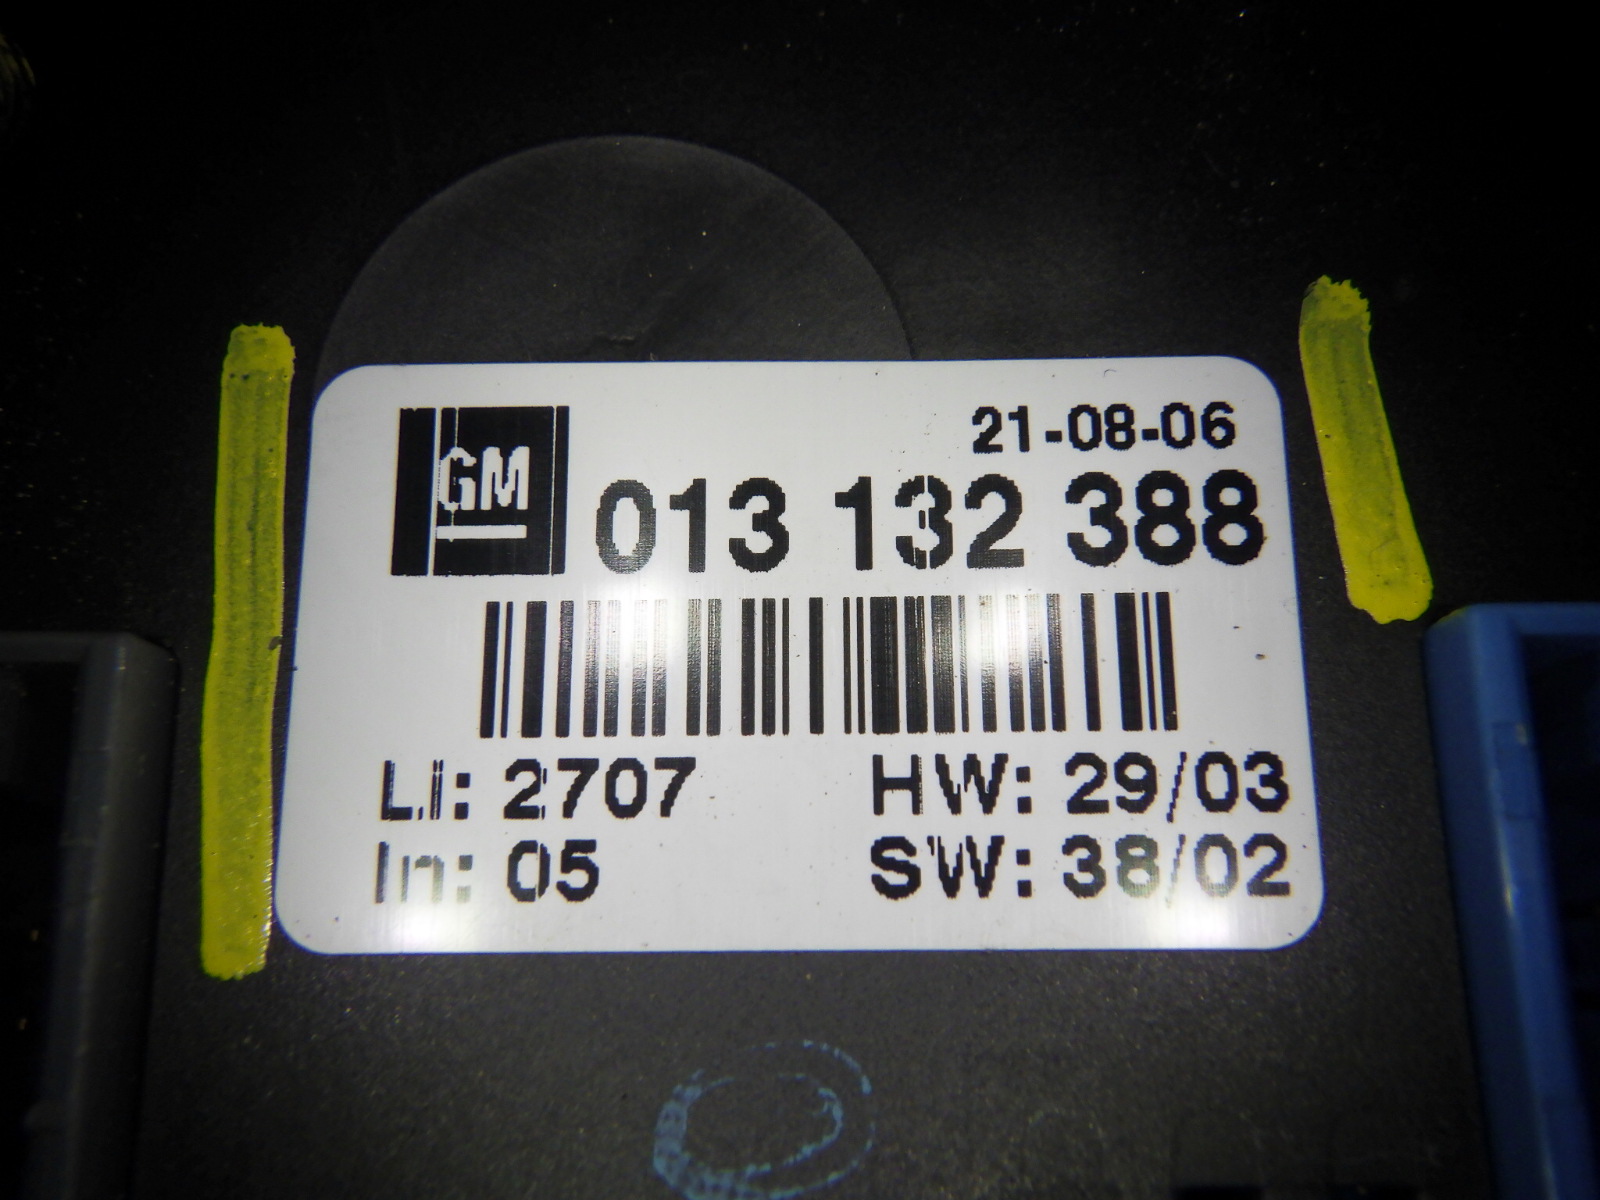 21-08-06
GM 013 132 388
Li: 2707 HW: 29/03
In: 05 SW: 38/02